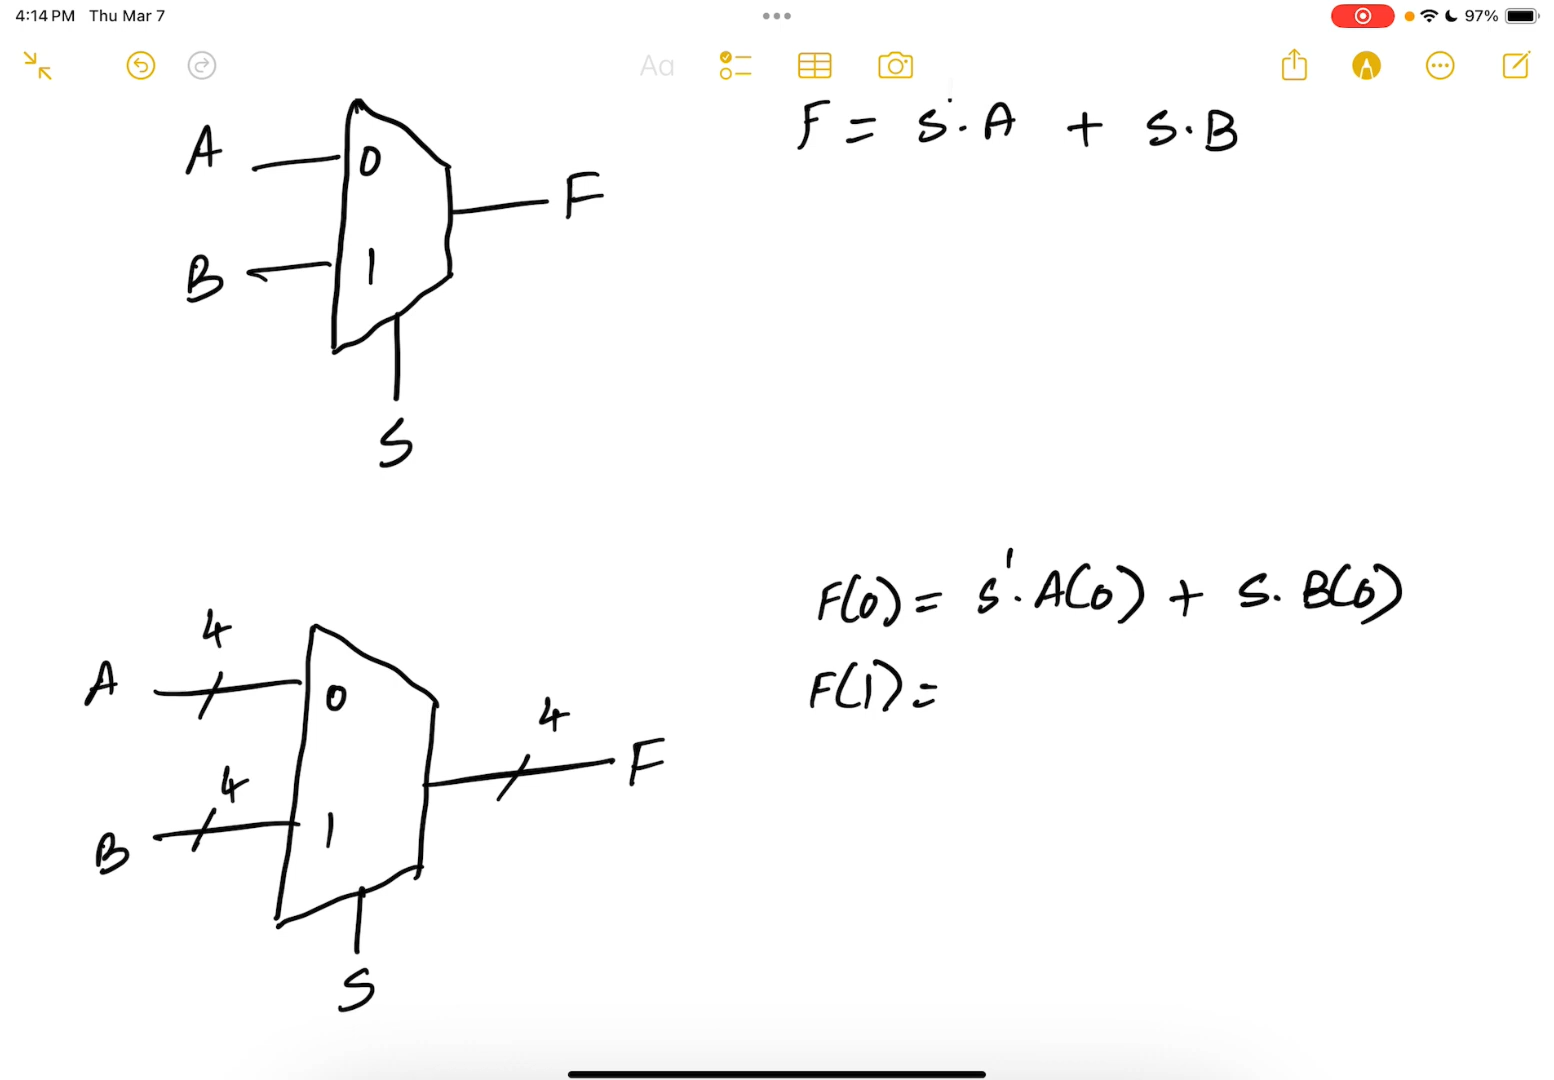 4:14 PM Thu Mar 7
97%
Aa
A
0
B
1
F
S
F = S'.A + S.B
4
A
0
4
B
1
4
F
S
F(0) = S'.A(0) + S.B(0)
F(1) =